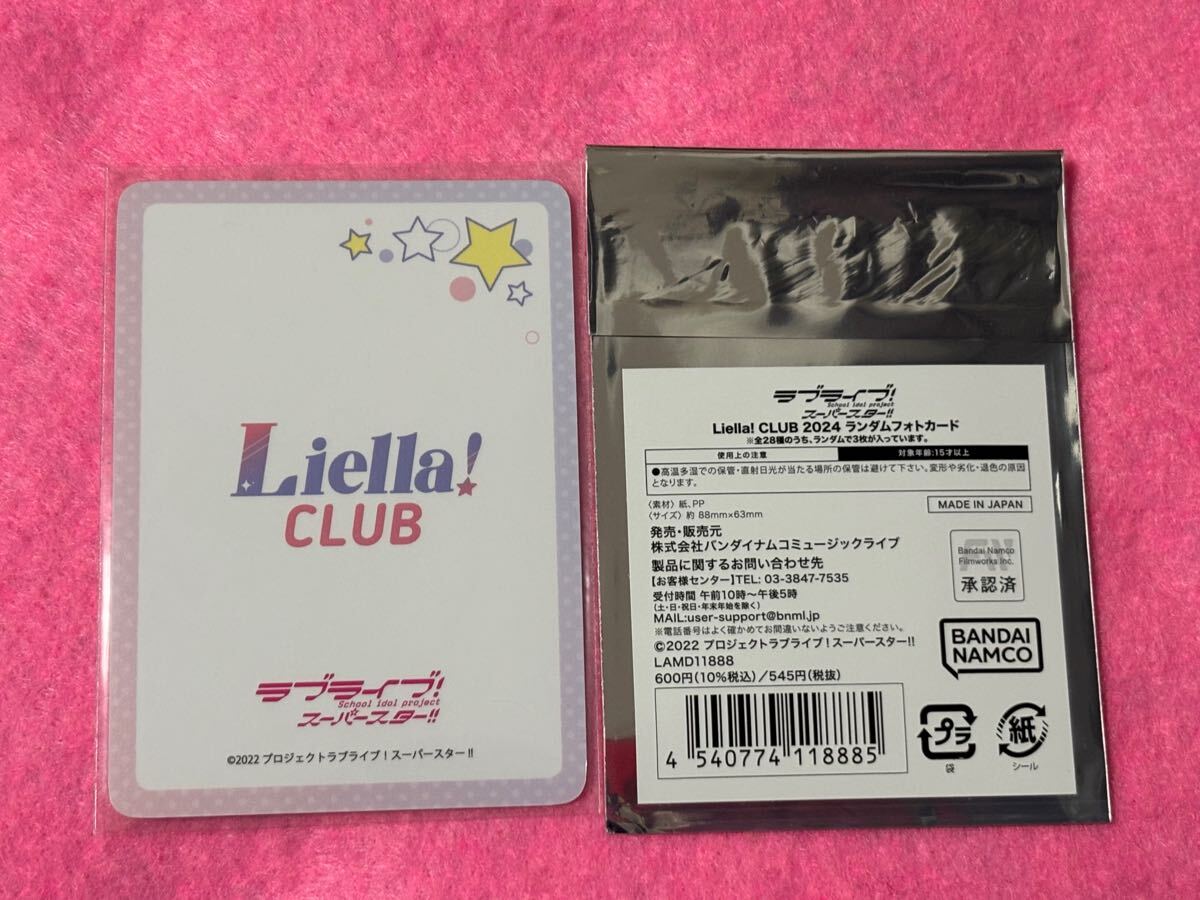 Liella!
CLUB
ラブライブ!
School idol project
スーパースター!!
©2022 プロジェクトラブライブ！スーパースター!!
ラブライブ!
School idol project
スーパースター!!
Liella! CLUB 2024 ランダムフォトカード
※全28種のうち、ランダムで3枚が入っています。
使用上の注意
対象年齢:15才以上
●高温多湿での保管・直射日光が当たる場所の保管は避けて下さい。変形や劣化・退色の原因
となります。
〈素材〉紙、PP
〈サイズ〉約 88mm×63mm
MADE IN JAPAN
発売・販売元
株式会社バンダイナムコミュージックライブ
製品に関するお問い合わせ先
【お客様センター】TEL: 03-3847-7535
受付時間 午前10時～午後5時
(土・日・祝日・年末年始を除く)
MAIL:user-support@bnml.jp
※電話番号はよく確かめてお間違いないようご注意ください。
©2022 プロジェクトラブライブ！スーパースター!!
LAMD11888
600円(10%税込)/545円(税抜)
Bandai Namco
Filmworks Inc.
承認済
BANDAI
NAMCO
4 540774 118885
プラ
袋
紙
シール